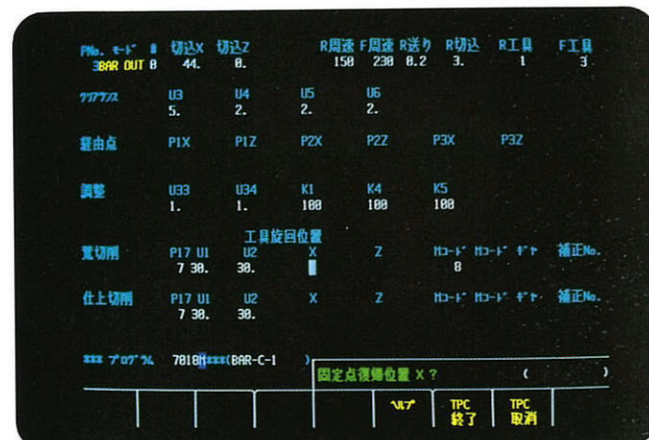 PNo. モード # 切込X 切込Z R周速 F周速 R送り R切込 R工具 F工具
3BAR OUT 0 44. 0. 150 230 0.2 3. 1 3
クリアランス U3 U4 U5 U6
5. 2. 2. 2.
経由点 P1X P1Z P2X P2Z P3X P3Z
調整 U33 U34 K1 K4 K5
1. 1. 100 100 100
工具旋回位置
荒切削 P17 U1 U2 X Z Mコード Mコード ギヤ 補正No.
7 30. 30. 8
仕上切削 P17 U1 U2 X Z Mコード Mコード ギヤ 補正No.
7 30. 30.
*** プログラム 7010M***(BAR-C-1 )
固定点復帰位置 X ? ( )
ヘルプ TPC TPC
終了 取消